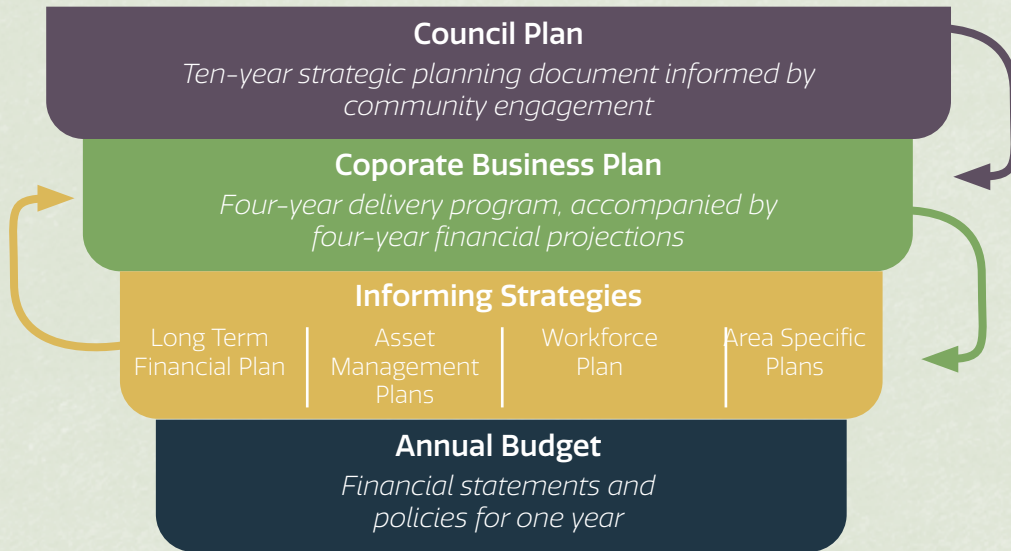 Council Plan
Ten-year strategic planning document informed by
community engagement
Coporate Business Plan
Four-year delivery program, accompanied by
four-year financial projections
Informing Strategies
Long Term
Financial Plan
Asset
Management
Plans
Workforce
Plan
Area Specific
Plans
Annual Budget
Financial statements and
policies for one year